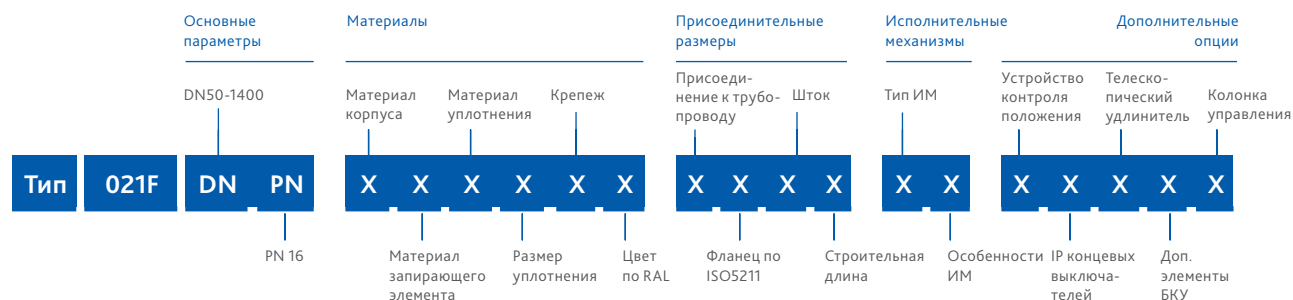 Основные
параметры
Материалы
Присоединительные
размеры
Исполнительные
механизмы
Дополнительные
опции
DN50-1400
Материал
корпуса
Материал
уплотнения
Крепеж
Присоеди-
нение к трубо-
проводу
Шток
Тип ИМ
Устройство
контроля
положения
Телеско-
пический
удлинитель
Колонка
управления
Тип 021F DN PN X X X X X X X X X X X X X X X X X
PN 16
Материал
запирающего
элемента
Размер
уплотнения
Цвет
по RAL
Фланец по
ISO5211
Строительная
длина
Особенности
ИМ
IP концевых
выключа-
телей
Доп.
элементы
БКУ